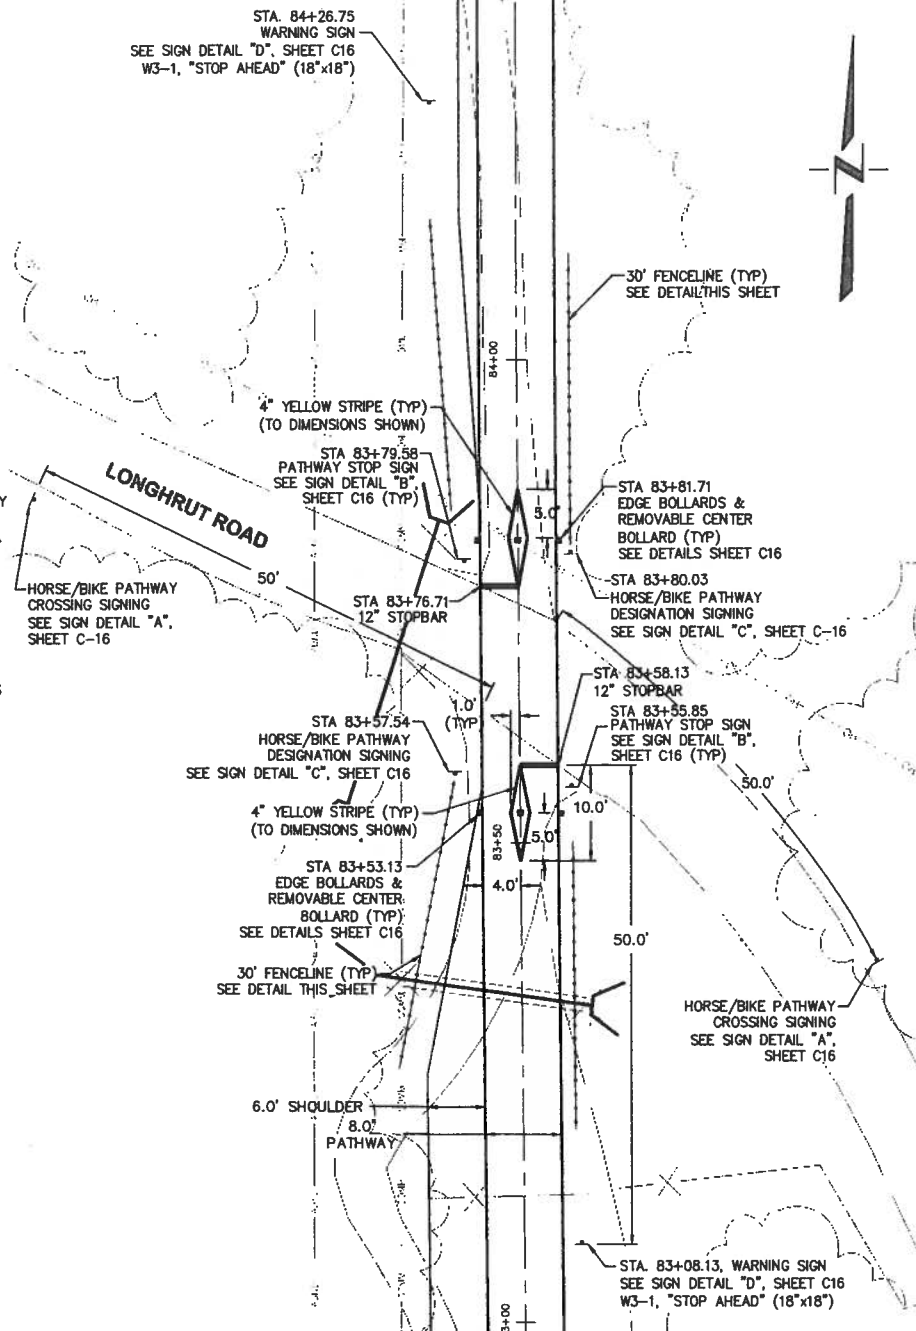 STA. 84+26.75
WARNING SIGN
SEE SIGN DETAIL "D", SHEET C16
W3-1, "STOP AHEAD" (18"x18")
N
30' FENCELINE (TYP)
SEE DETAIL THIS SHEET
84+00
4" YELLOW STRIPE (TYP)
(TO DIMENSIONS SHOWN)
STA 83+79.58
PATHWAY STOP SIGN
SEE SIGN DETAIL "B",
SHEET C16 (TYP)
LONGHRUT ROAD
50'
5.0'
STA 83+81.71
EDGE BOLLARDS &
REMOVABLE CENTER
BOLLARD (TYP)
SEE DETAILS SHEET C16
HORSE/BIKE PATHWAY
CROSSING SIGNING
SEE SIGN DETAIL "A",
SHEET C-16
STA 83+76.71
12" STOPBAR
STA 83+80.03
HORSE/BIKE PATHWAY
DESIGNATION SIGNING
SEE SIGN DETAIL "C", SHEET C-16
STA 83+58.13
12" STOPBAR
1.0'
(TYP
STA 83+55.85
PATHWAY STOP SIGN
SEE SIGN DETAIL "B",
SHEET C16 (TYP)
STA 83+57.54
HORSE/BIKE PATHWAY
DESIGNATION SIGNING
SEE SIGN DETAIL "C", SHEET C16
50.0'
4" YELLOW STRIPE (TYP)
(TO DIMENSIONS SHOWN)
83+50
10.0'
5.0'
STA 83+53.13
EDGE BOLLARDS &
REMOVABLE CENTER
BOLLARD (TYP)
SEE DETAILS SHEET C16
4.0'
50.0'
30' FENCELINE (TYP)
SEE DETAIL THIS SHEET
HORSE/BIKE PATHWAY
CROSSING SIGNING
SEE SIGN DETAIL "A",
SHEET C16
6.0' SHOULDER
8.0'
PATHWAY
STA. 83+08.13, WARNING SIGN
SEE SIGN DETAIL "D", SHEET C16
W3-1, "STOP AHEAD" (18"x18")
3+00